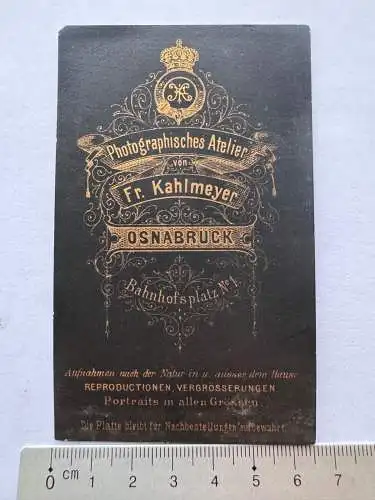 Photographisches Atelier
von
Fr. Kahlmeyer
OSNABRÜCK
Bahnhofsplatz No 1.
Aufnahmen nach der Natur in u. ausser dem Hause
REPRODUCTIONEN, VERGRÖSSERUNGEN
Portraits in allen Grössen.
Die Platte bleibt für Nachbestellungen aufbewahrt.
0 cm 1 2 3 4 5 6 7